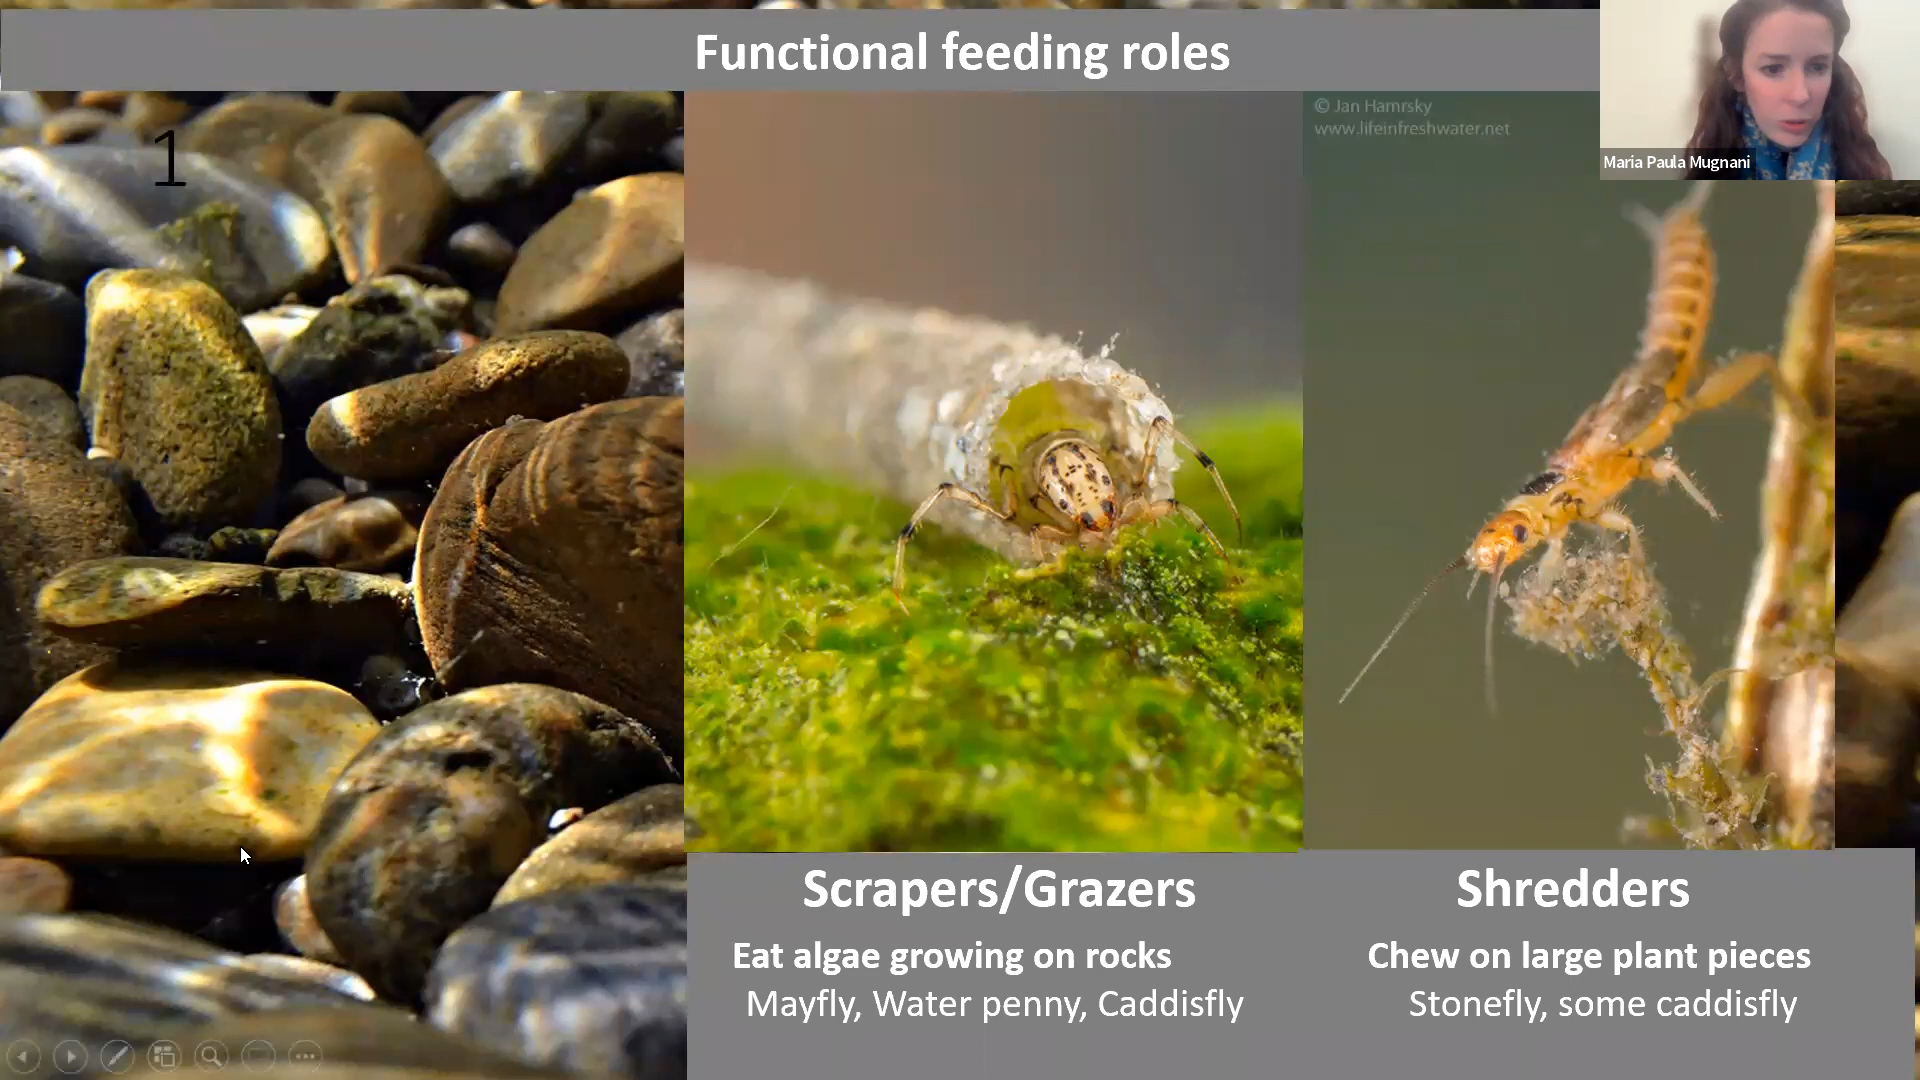 Functional feeding roles
1
© Jan Hamrsky
www.lifeinfreshwater.net
Maria Paula Mugnani
Scrapers/Grazers
Eat algae growing on rocks
Mayfly, Water penny, Caddisfly
Shredders
Chew on large plant pieces
Stonefly, some caddisfly